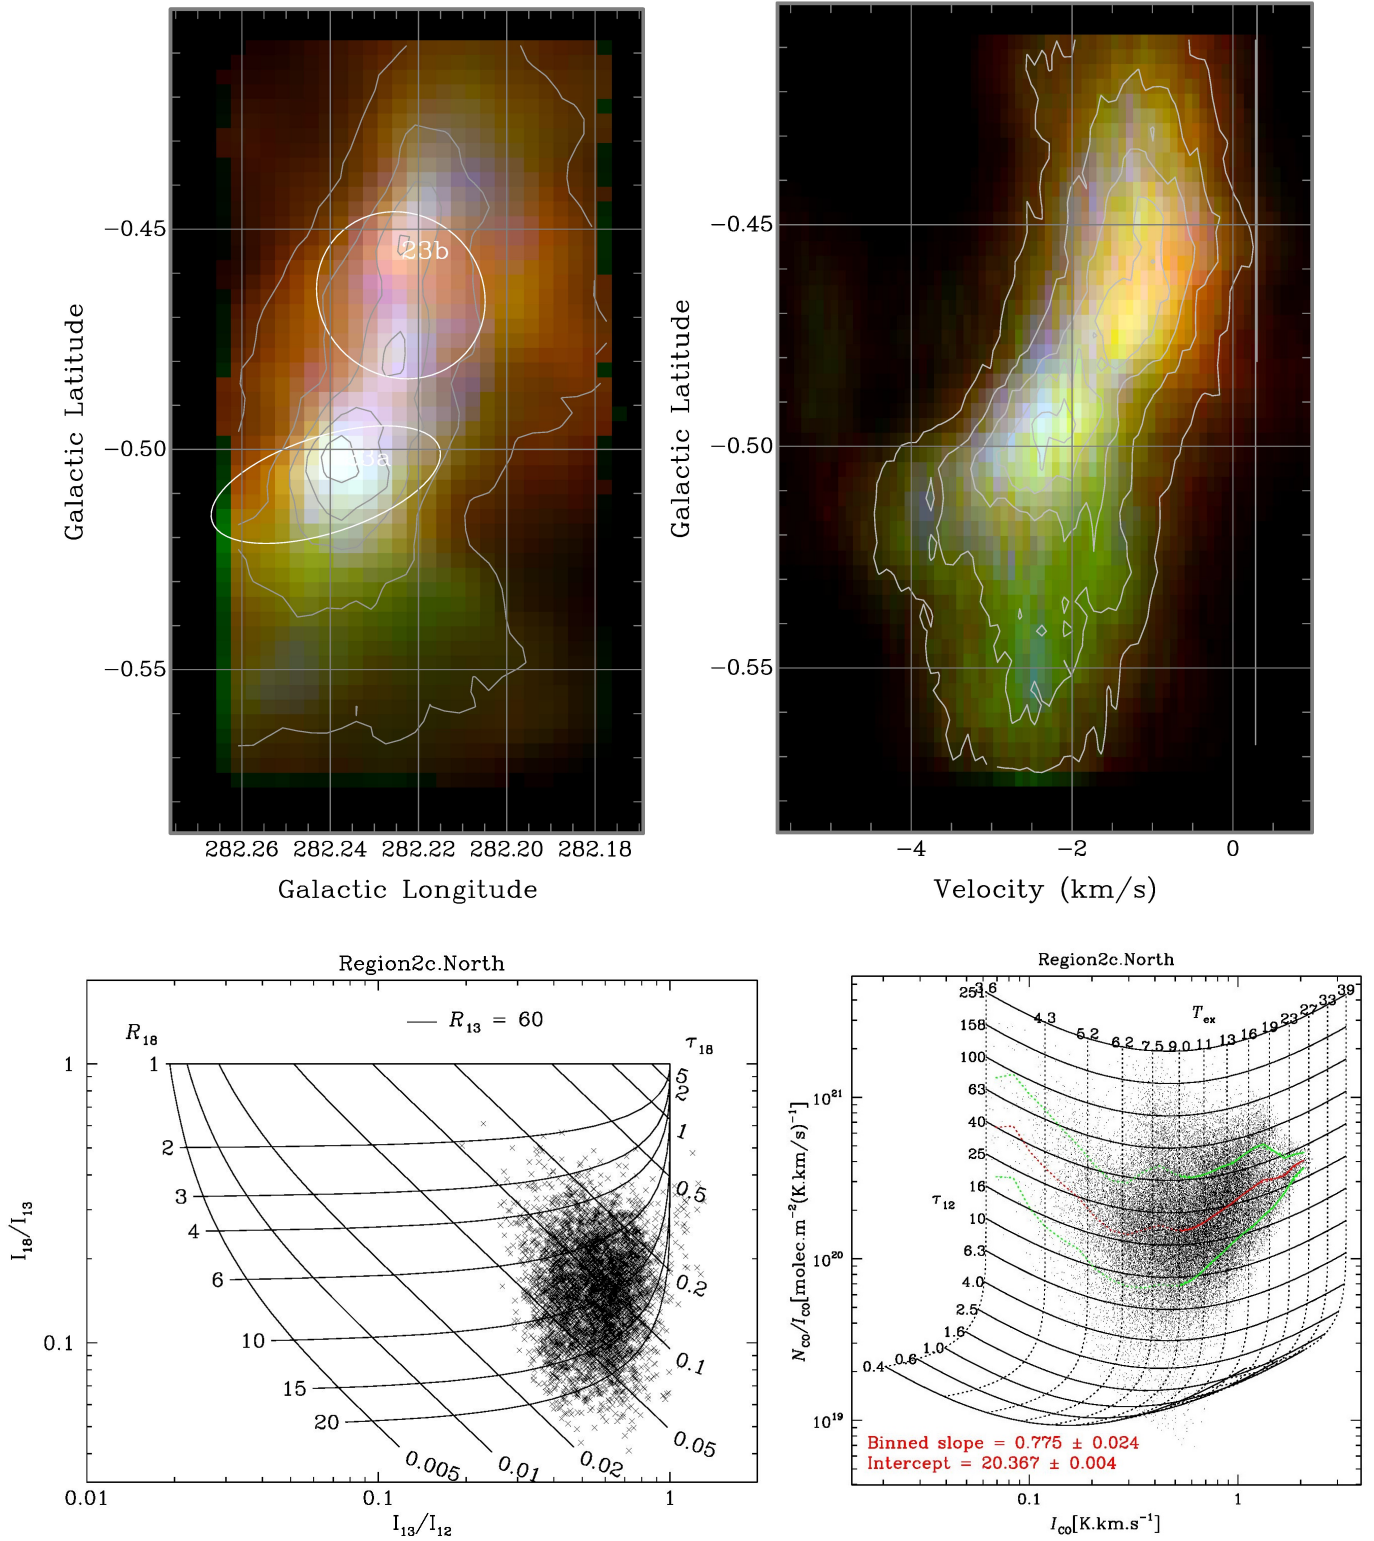 −0.45
−0.50
−0.55
Galactic Latitude
23b
3a
282.26 282.24 282.22 282.20 282.18
Galactic Longitude
−0.45
−0.50
−0.55
Galactic Latitude
−4 −2 0
Velocity (km/s)
Region2c.North
R13 = 60
R18
τ18
1
2
3
4
6
10
15
20
5
2
1
0.5
0.2
0.1
0.05
0.02
0.01
0.005
1
0.1
I18/I13
0.01 0.1 1
I13/I12
Region2c.North
Tex
3.6 4.3 5.2 6.2 7.5 9.0 11 13 16 19 23 27 33 39
251
158
100
63
40
25
16
10
6.3
4.0
2.5
1.6
1.0
0.6
0.4
τ12
10²¹
10²⁰
10¹⁹
NCO/ICO[molec.m⁻²(K.km/s)⁻¹]
Binned slope = 0.775 ± 0.024
Intercept = 20.367 ± 0.004
0.1 1
ICO[K.km.s⁻¹]